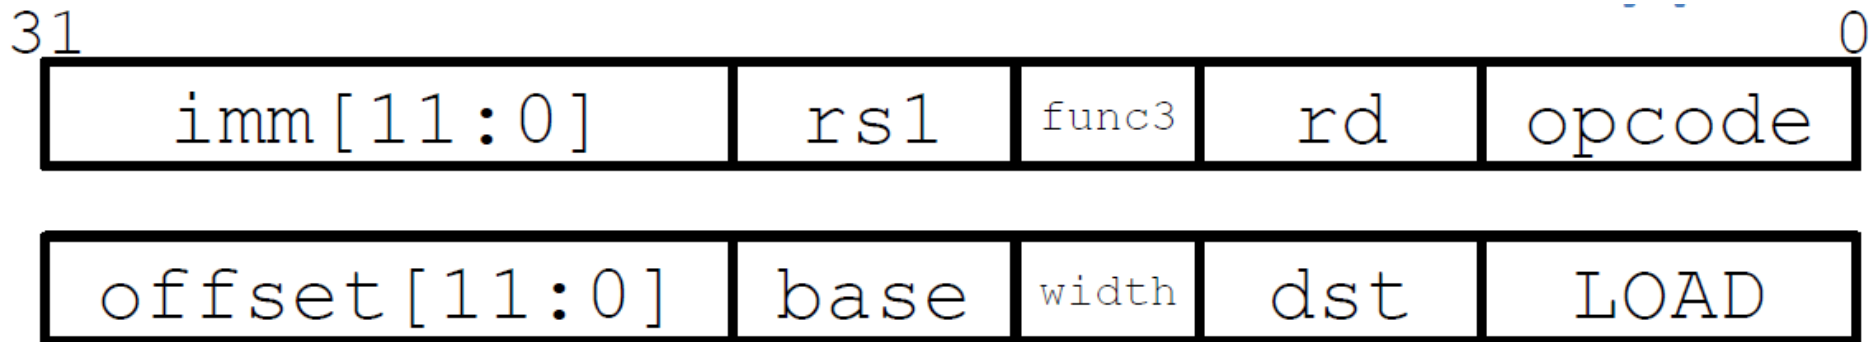 31 0
imm[11:0] rs1 func3 rd opcode
offset[11:0] base width dst LOAD